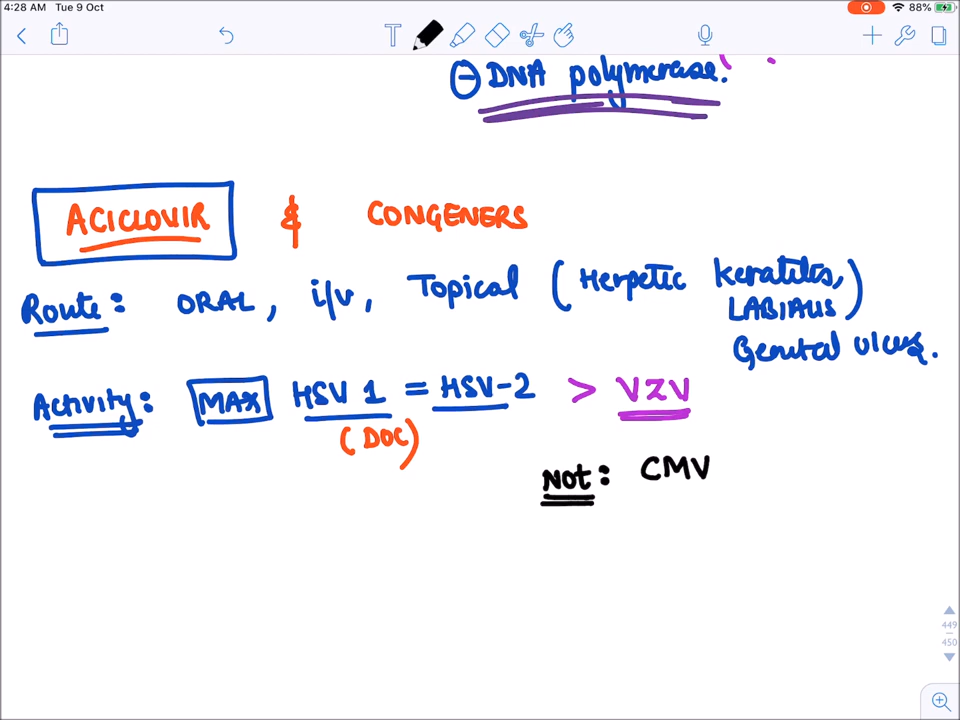 4:28 AM Tue 9 Oct
88%
T
⊖ DNA polymerase.
ACICLOVIR & CONGENERS
Route: ORAL, i/v, Topical (Herpetic keratitis,
LABIALIS)
Genital ulcers.
Activity: MAX HSV 1 = HSV-2 > VZV
(DOC)
NOT: CMV
449
450